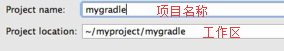 Project name: mygradle 项目名称
Project location: ~/myproject/mygradle 工作区